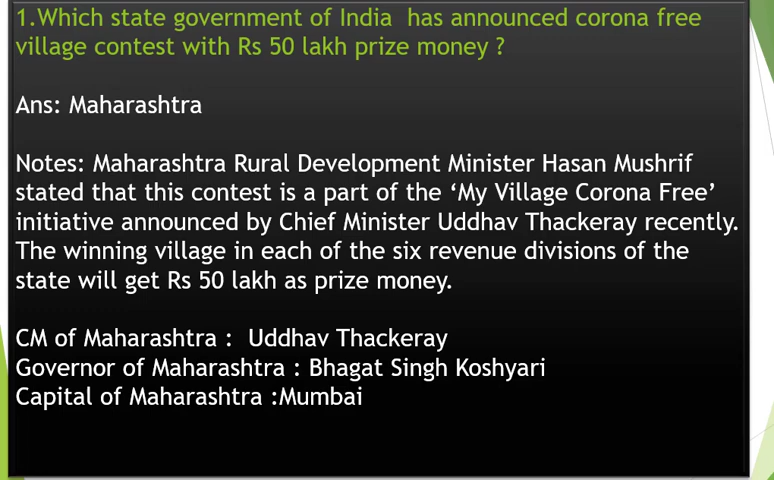 1.Which state government of India has announced corona free
village contest with Rs 50 lakh prize money ?
Ans: Maharashtra
Notes: Maharashtra Rural Development Minister Hasan Mushrif
stated that this contest is a part of the ‘My Village Corona Free’
initiative announced by Chief Minister Uddhav Thackeray recently.
The winning village in each of the six revenue divisions of the
state will get Rs 50 lakh as prize money.
CM of Maharashtra : Uddhav Thackeray
Governor of Maharashtra : Bhagat Singh Koshyari
Capital of Maharashtra :Mumbai